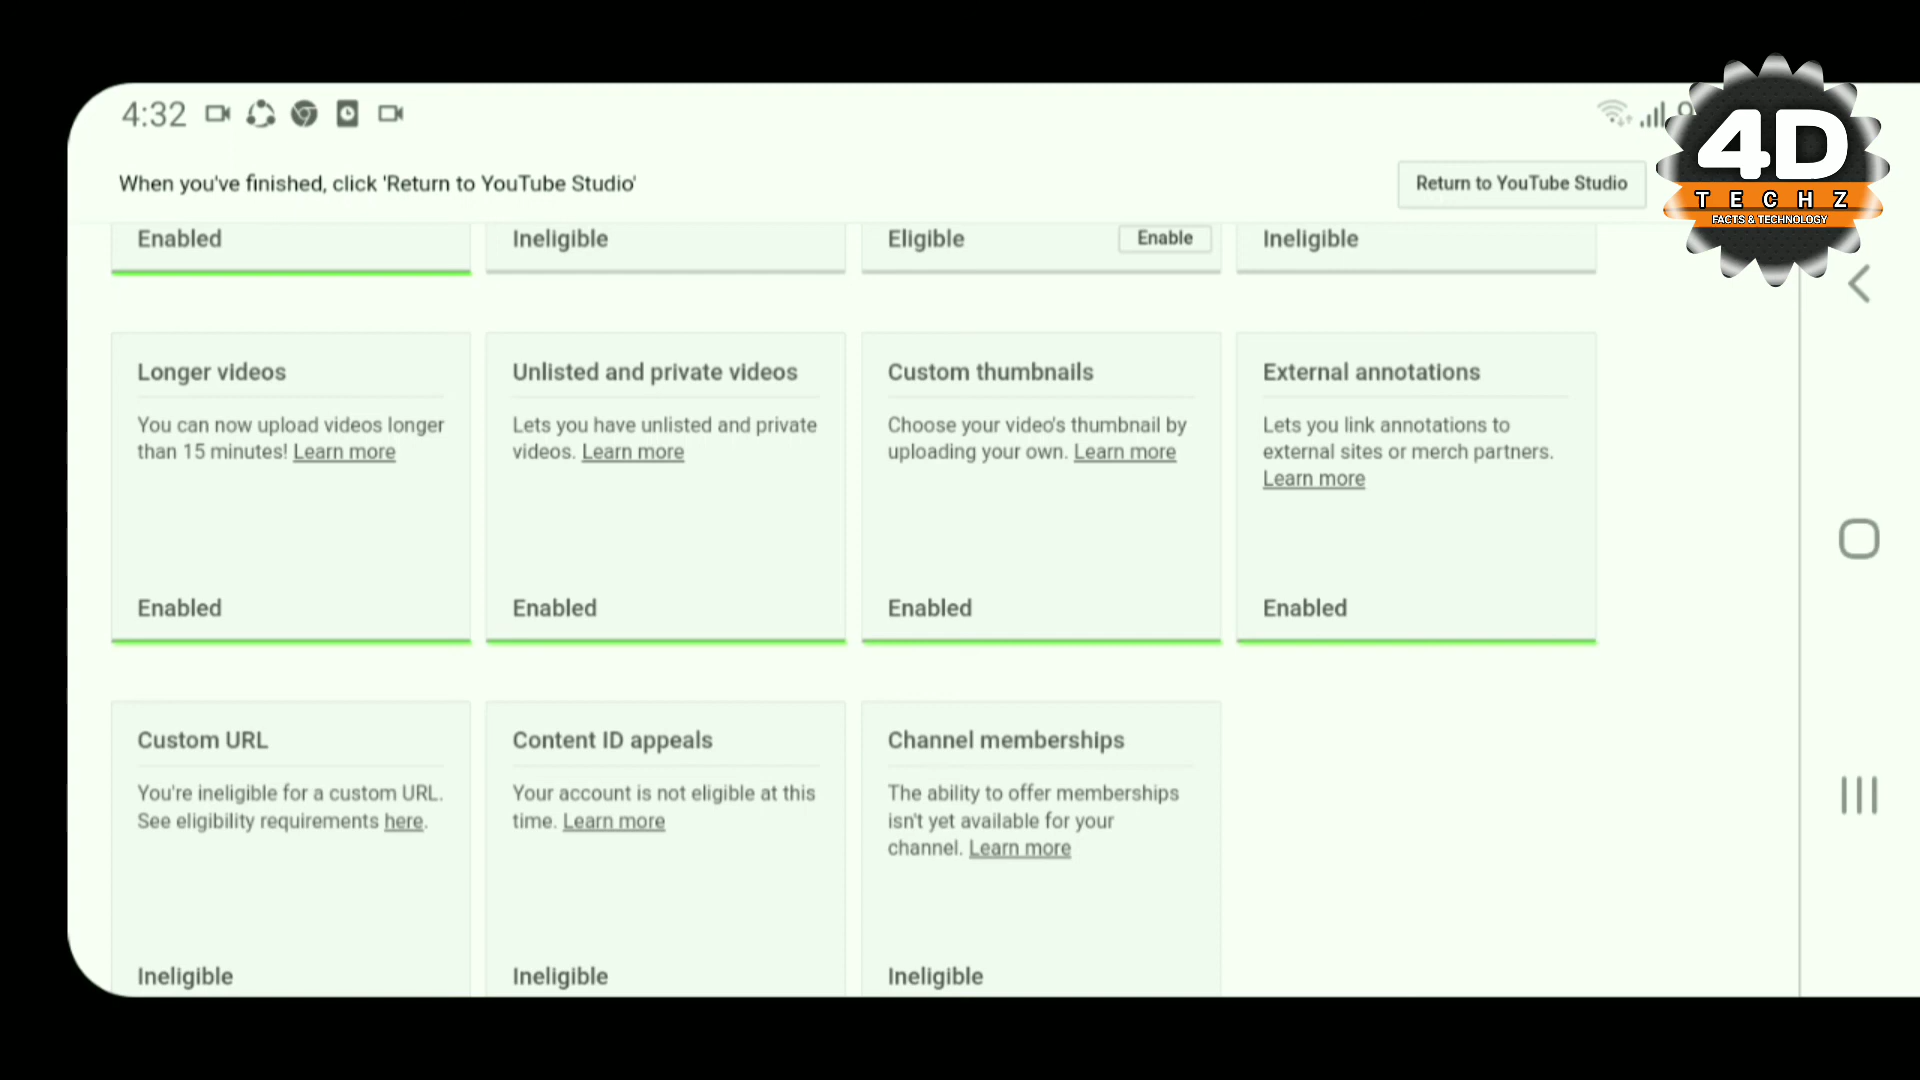 4:32
4D
TECHZ
FACTS & TECHNOLOGY
When you've finished, click 'Return to YouTube Studio'
Return to YouTube Studio
Enabled
Ineligible
Eligible
Enable
Ineligible
Longer videos
You can now upload videos longer
than 15 minutes! Learn more
Enabled
Unlisted and private videos
Lets you have unlisted and private
videos. Learn more
Enabled
Custom thumbnails
Choose your video's thumbnail by
uploading your own. Learn more
Enabled
External annotations
Lets you link annotations to
external sites or merch partners.
Learn more
Enabled
Custom URL
You're ineligible for a custom URL.
See eligibility requirements here.
Ineligible
Content ID appeals
Your account is not eligible at this
time. Learn more
Ineligible
Channel memberships
The ability to offer memberships
isn't yet available for your
channel. Learn more
Ineligible